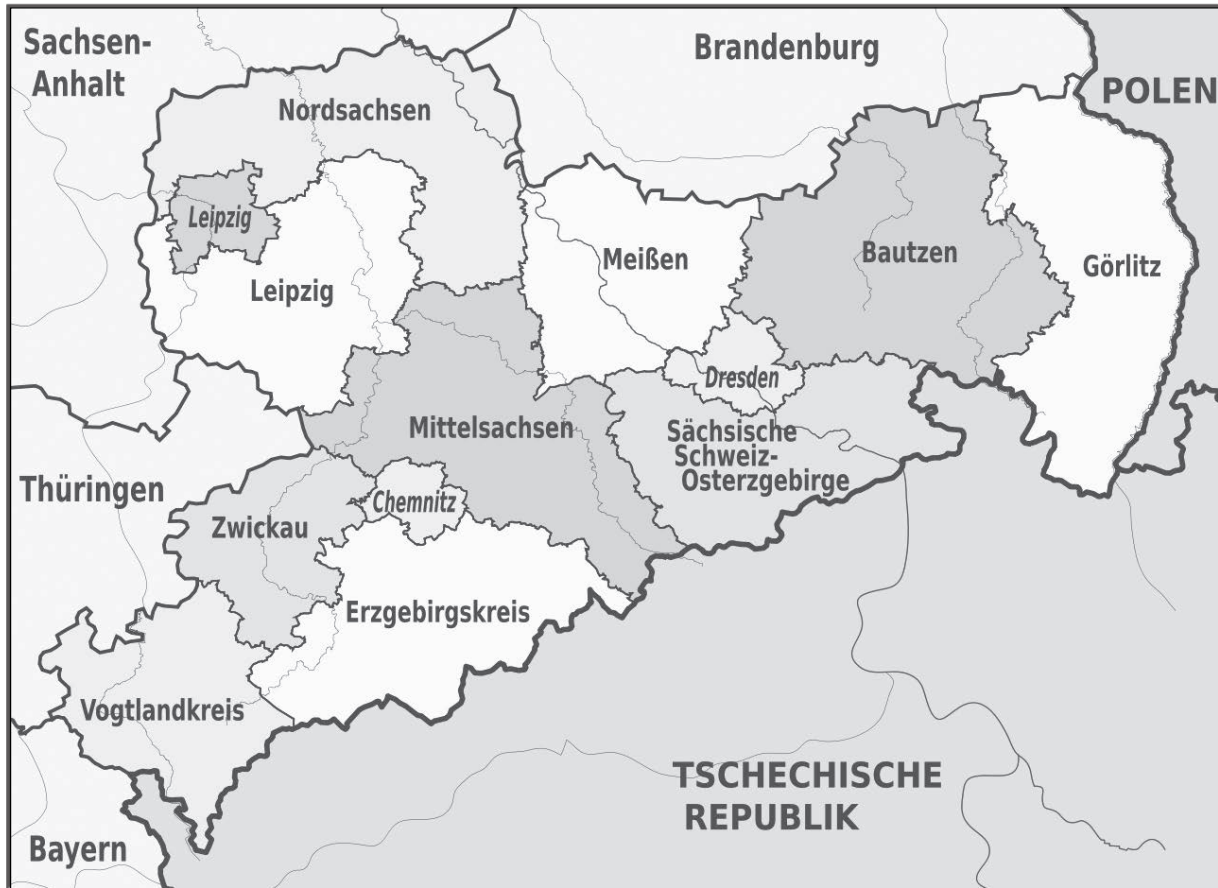 Sachsen-
Anhalt
Brandenburg
POLEN
Nordsachsen
Leipzig
Leipzig
Meißen
Bautzen
Görlitz
Dresden
Mittelsachsen
Sächsische
Schweiz-
Osterzgebirge
Thüringen
Chemnitz
Zwickau
Erzgebirgskreis
Vogtlandkreis
TSCHECHISCHE
REPUBLIK
Bayern